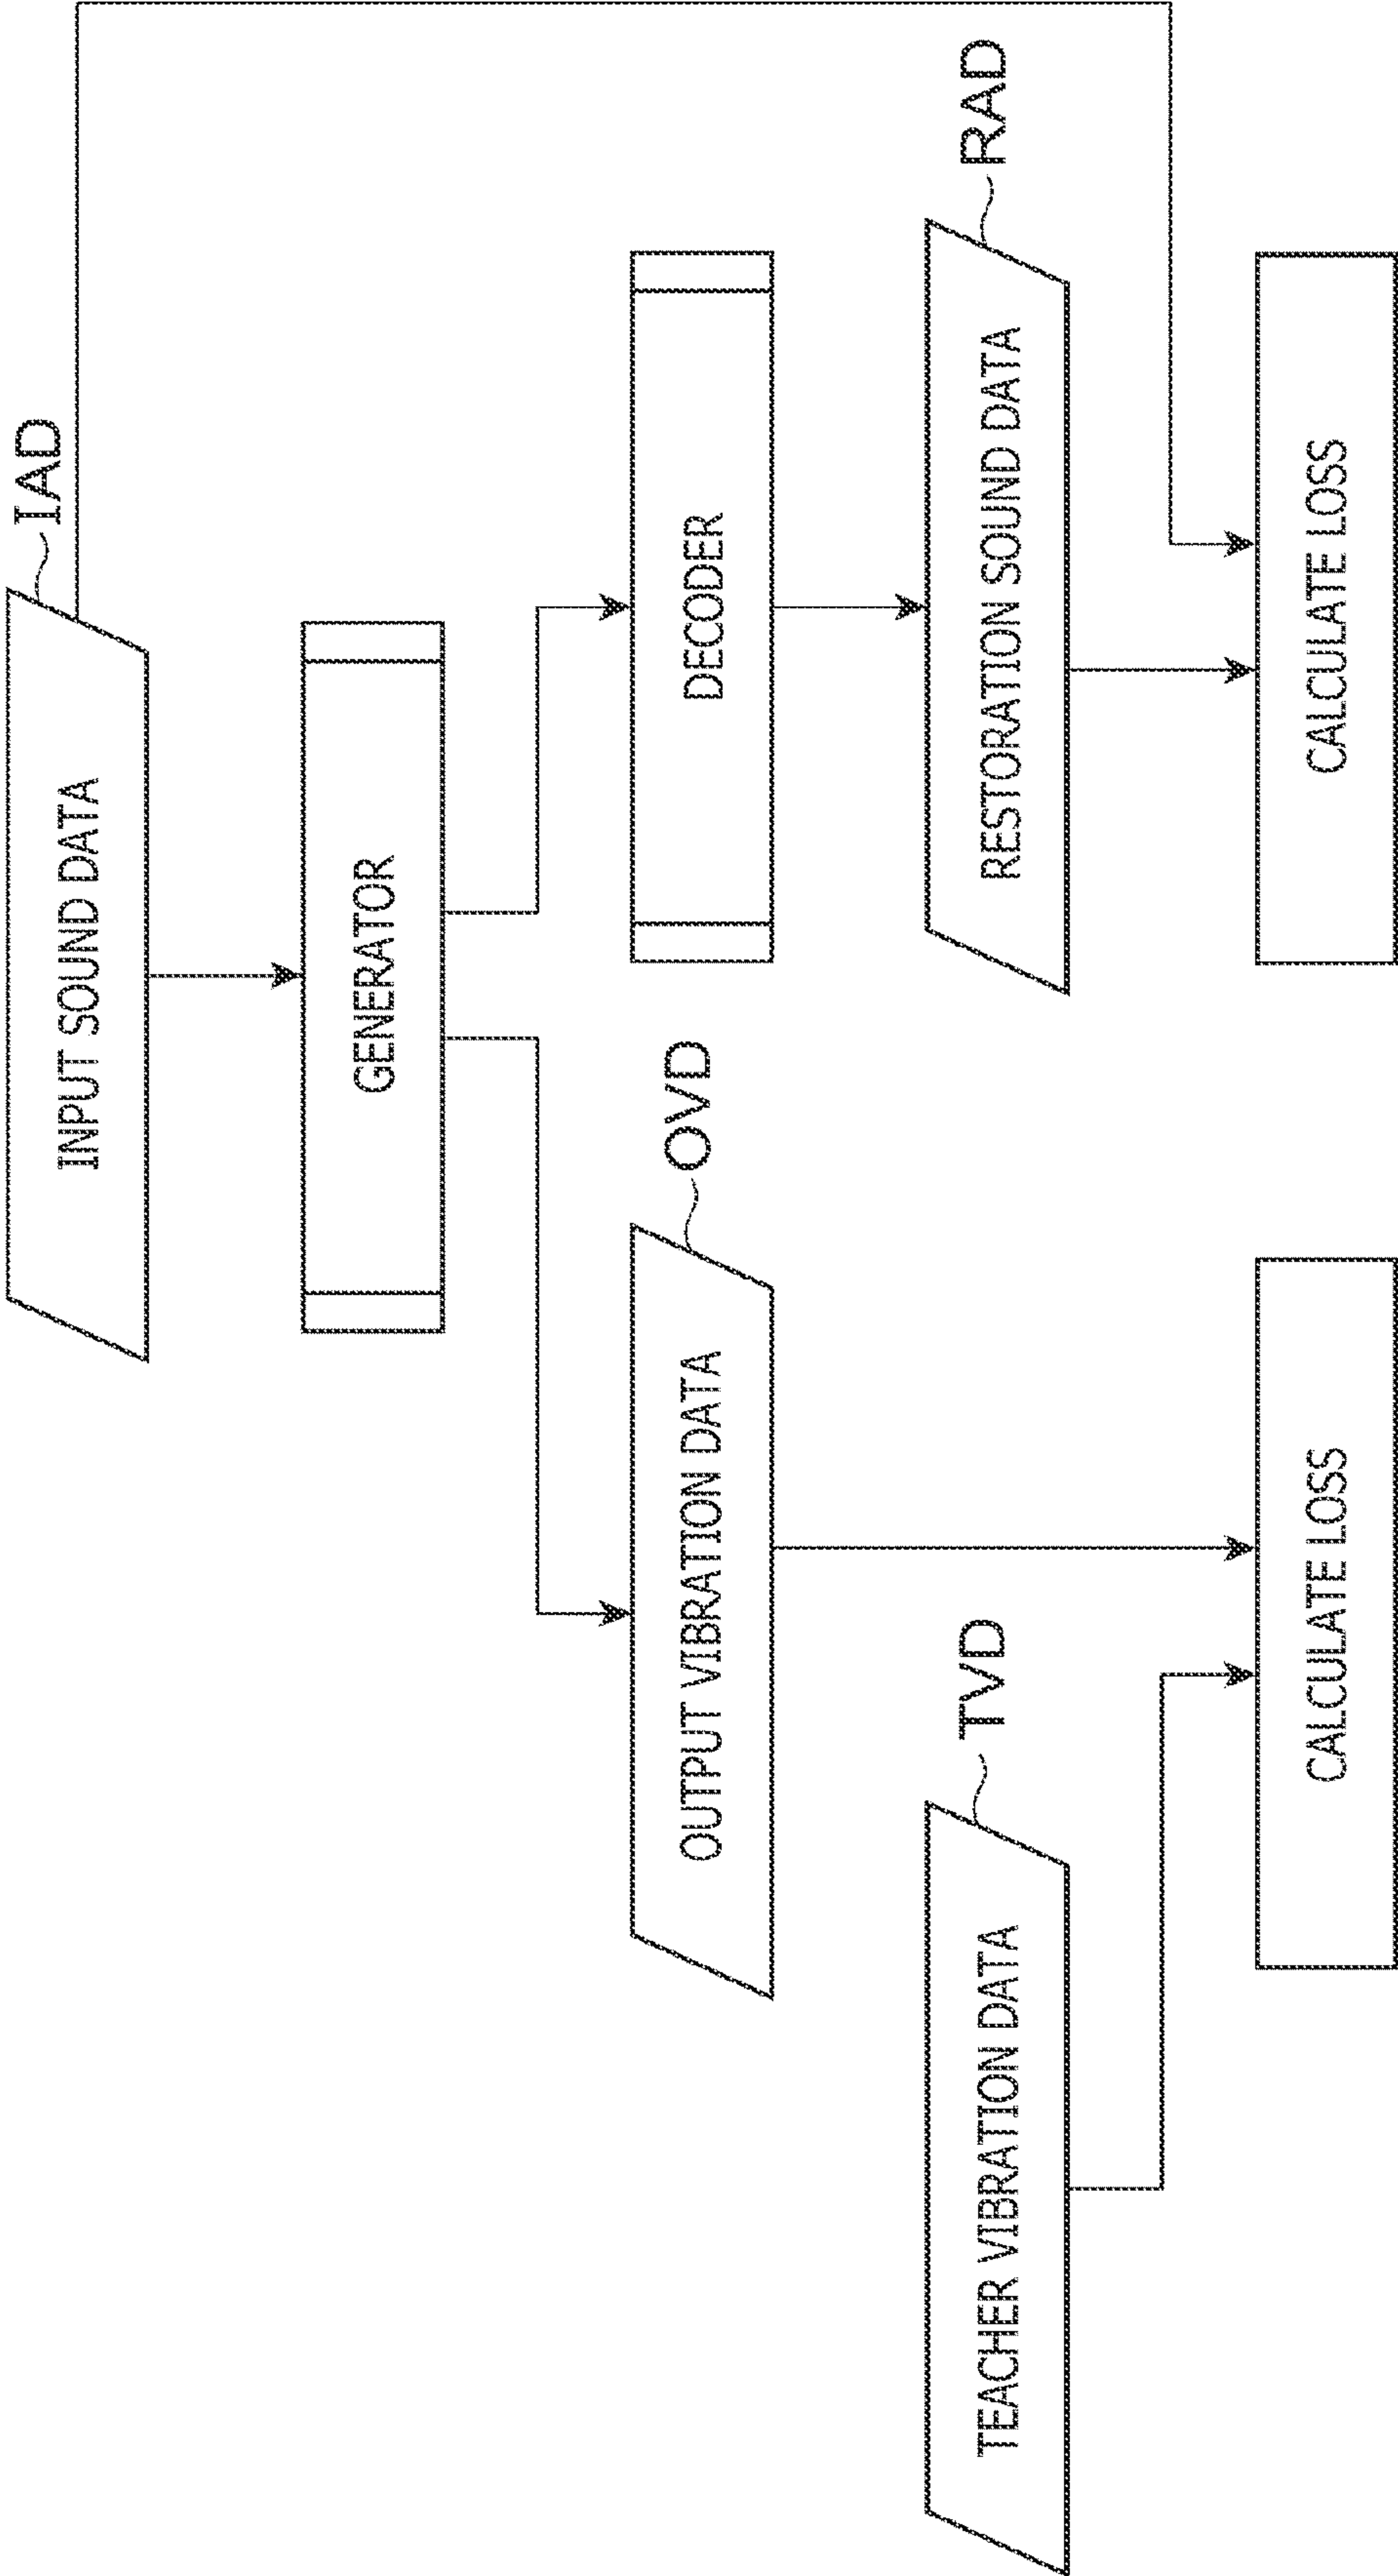 IAD
INPUT SOUND DATA
GENERATOR
OVD
OUTPUT VIBRATION DATA
DECODER
TVD
TEACHER VIBRATION DATA
RAD
RESTORATION SOUND DATA
CALCULATE LOSS
CALCULATE LOSS